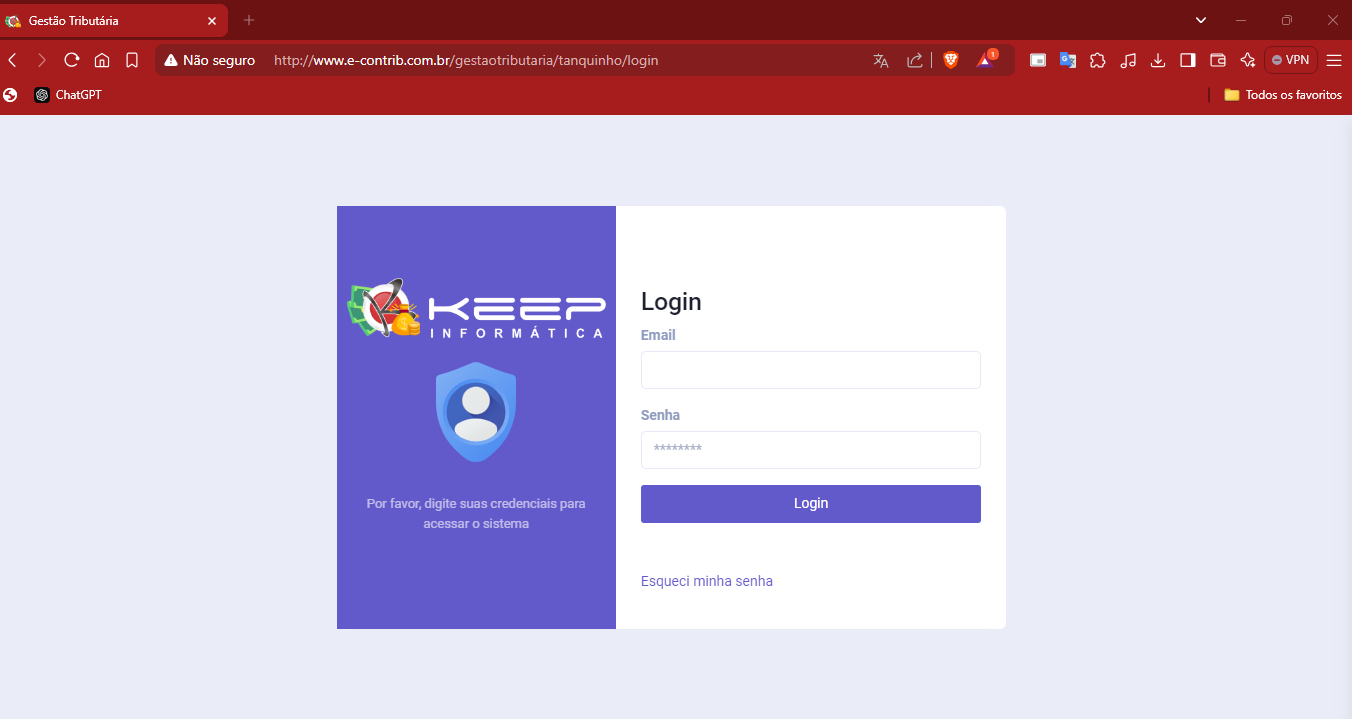 Gestão Tributária
Não seguro
http://www.e-contrib.com.br/gestaotributaria/tanquinho/login
1
VPN
ChatGPT
Todos os favoritos
KEEP
INFORMÁTICA
Por favor, digite suas credenciais para
acessar o sistema
Login
Email
Senha
********
Login
Esqueci minha senha